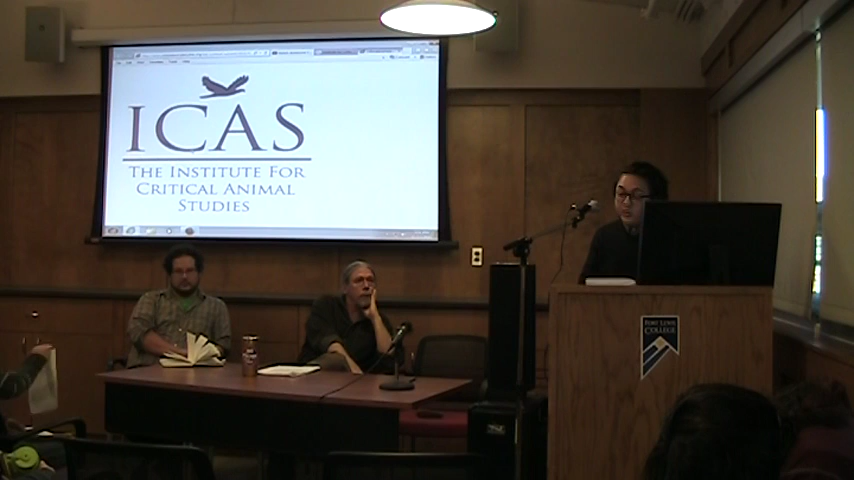 ICAS
THE INSTITUTE FOR
CRITICAL ANIMAL
STUDIES
FORT LEWIS
COLLEGE